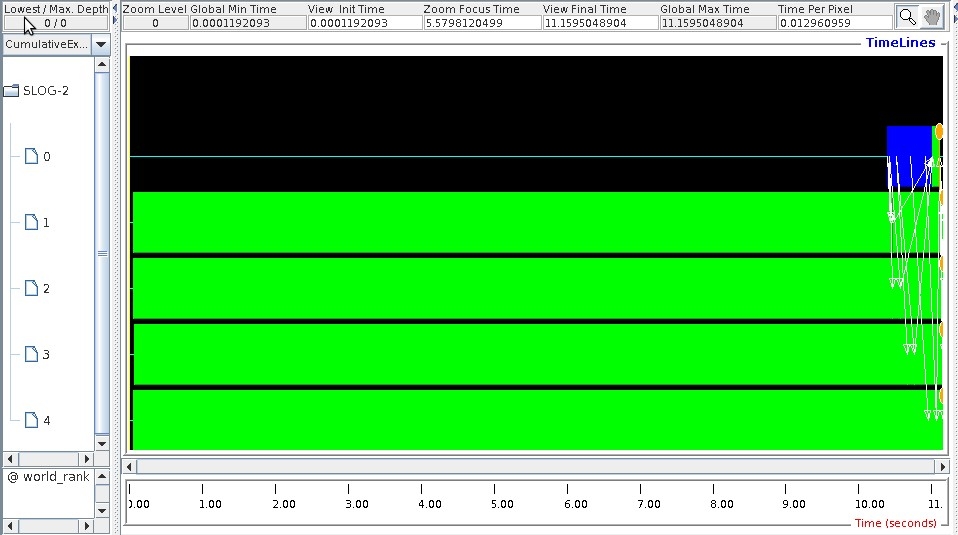 Lowest / Max. Depth
Zoom Level
Global Min Time
View  Init Time
Zoom Focus Time
View Final Time
Global Max Time
Time Per Pixel
0 / 0
0
0.0001192093
0.0001192093
5.5798120499
11.1595048904
11.1595048904
0.012960959
CumulativeEx...
TimeLines
SLOG-2
0
1
2
3
4
@ world_rank
0.00
1.00
2.00
3.00
4.00
5.00
6.00
7.00
8.00
9.00
10.00
11.
Time (seconds)